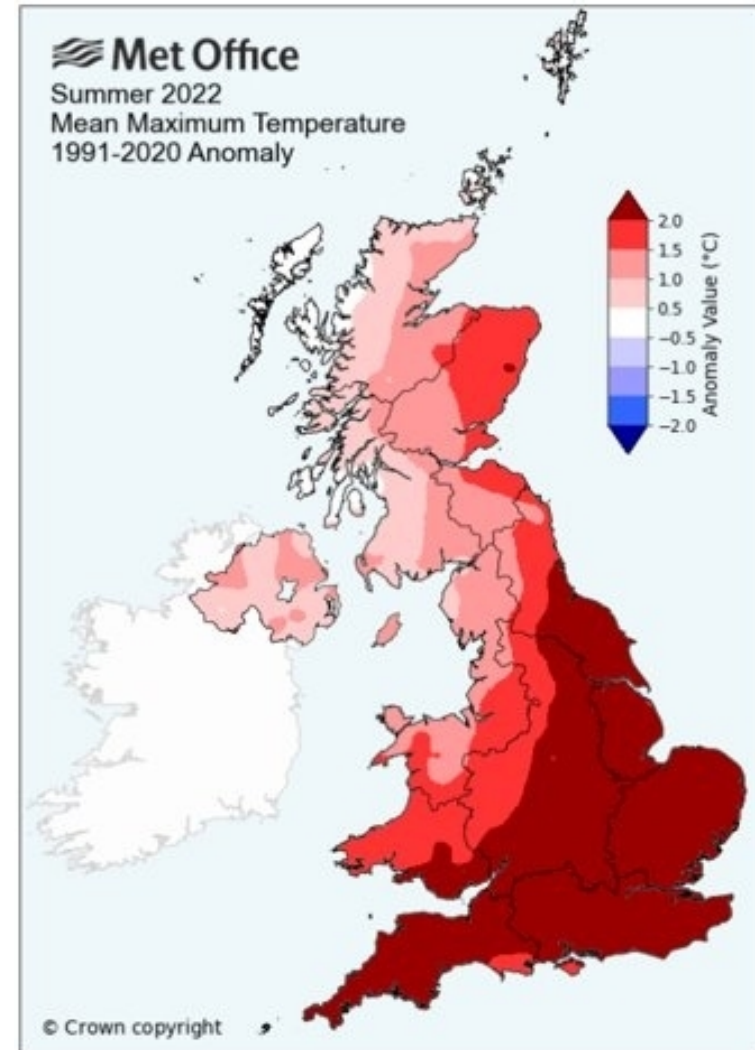 Met Office
Summer 2022
Mean Maximum Temperature
1991-2020 Anomaly
2.0
1.5
1.0
0.5
−0.5
−1.0
−1.5
−2.0
Anomaly Value (°C)
© Crown copyright